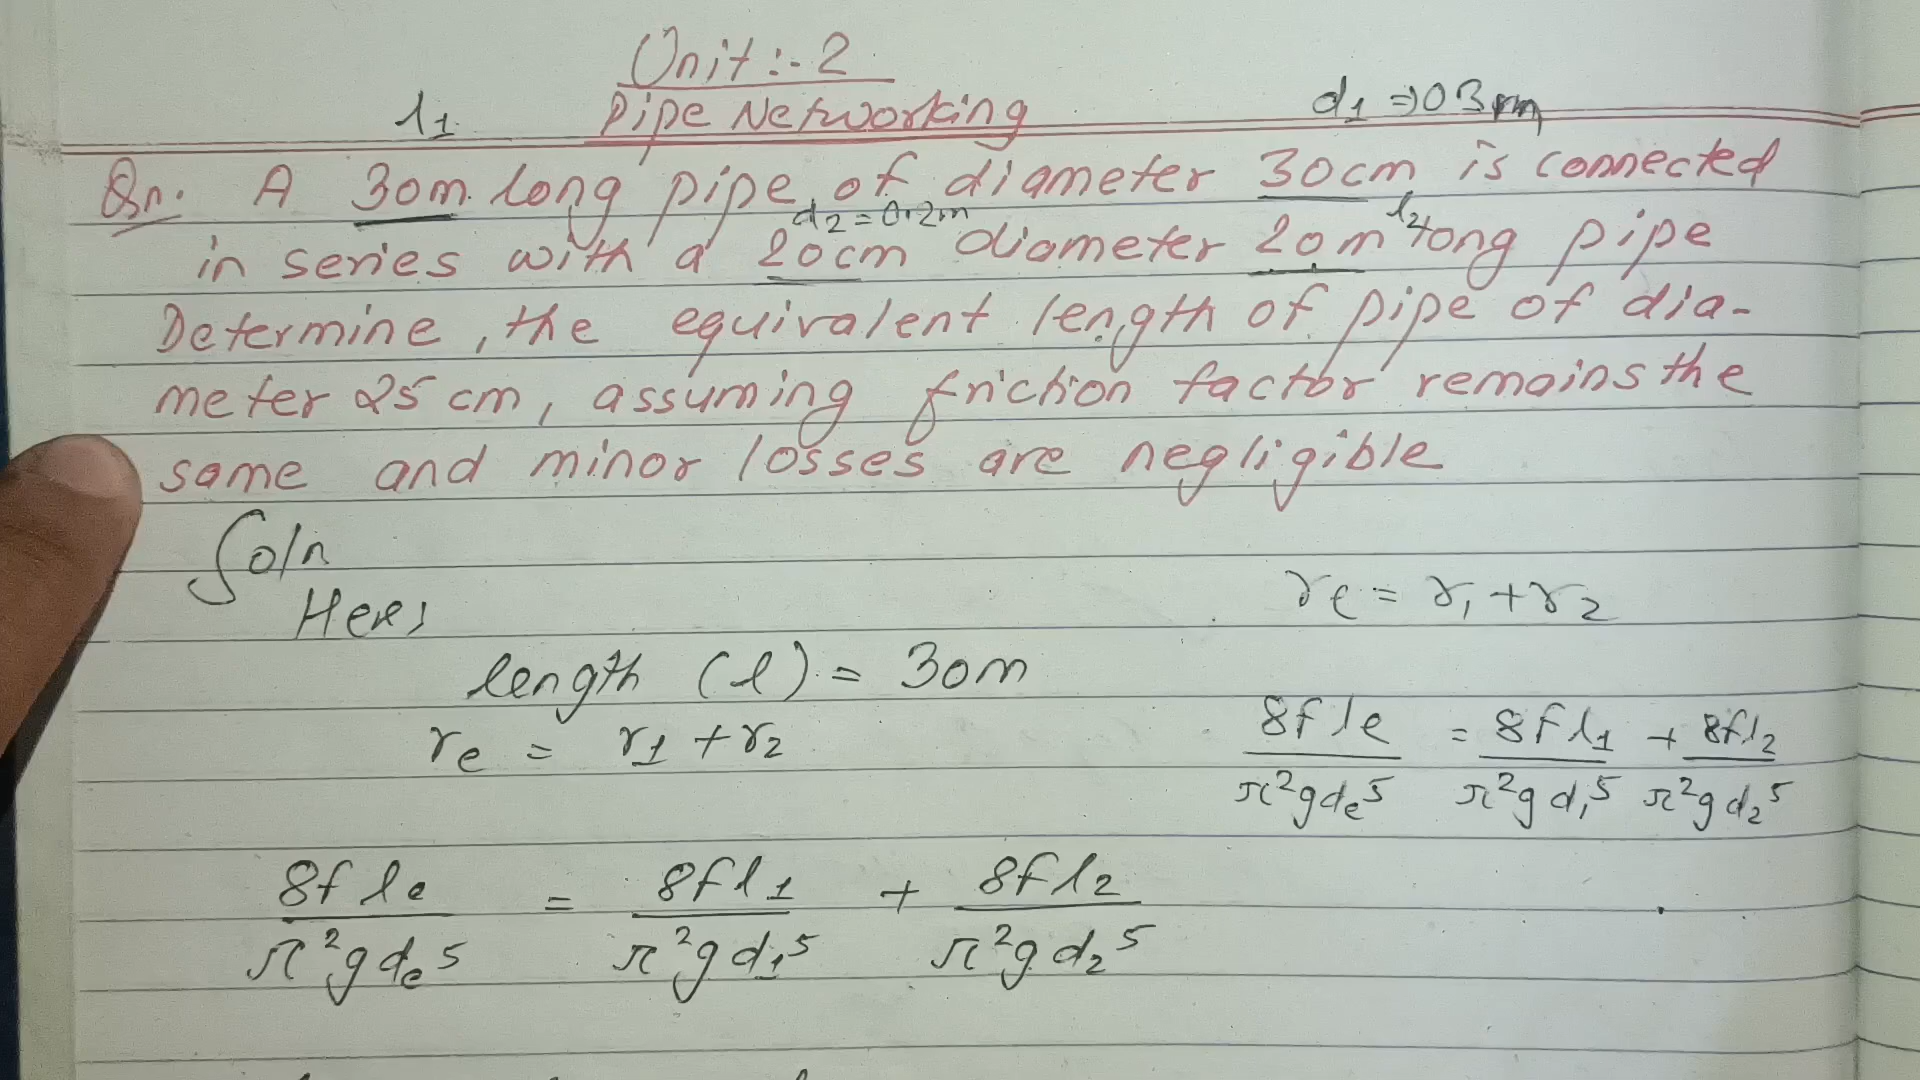 Unit :- 2
l1 Pipe Networking d1 ⇒ 03 m
Qn. A 30m long pipe of diameter 30cm is connected
d2 = 0.2m l2
in series with a 20cm diameter 20m long pipe
Determine, the equivalent length of pipe of dia-
meter 25 cm, assuming friction factor remains the
same and minor losses are negligible
Soln
Here,
re = r1 + r2
length (l) = 30m
re = r1 + r2
8fle/π²gde⁵ = 8fl1/π²gd1⁵ + 8fl2/π²gd2⁵
8fle/π²gde⁵ = 8fl1/π²gd1⁵ + 8fl2/π²gd2⁵